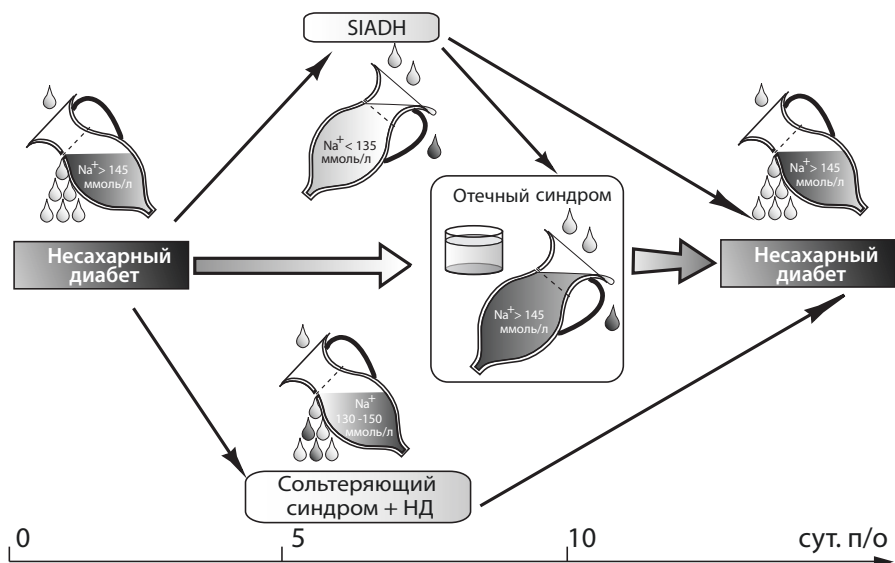 SIADH
Na+ < 135
ммоль/л
Na+> 145
ммоль/л
Na+> 145
ммоль/л
Отечный синдром
Несахарный
диабет
Na+> 145
ммоль/л
Несахарный
диабет
Na+
130 -150
ммоль/л
Сольтеряющий
синдром + НД
0
5
10
сут. п/о